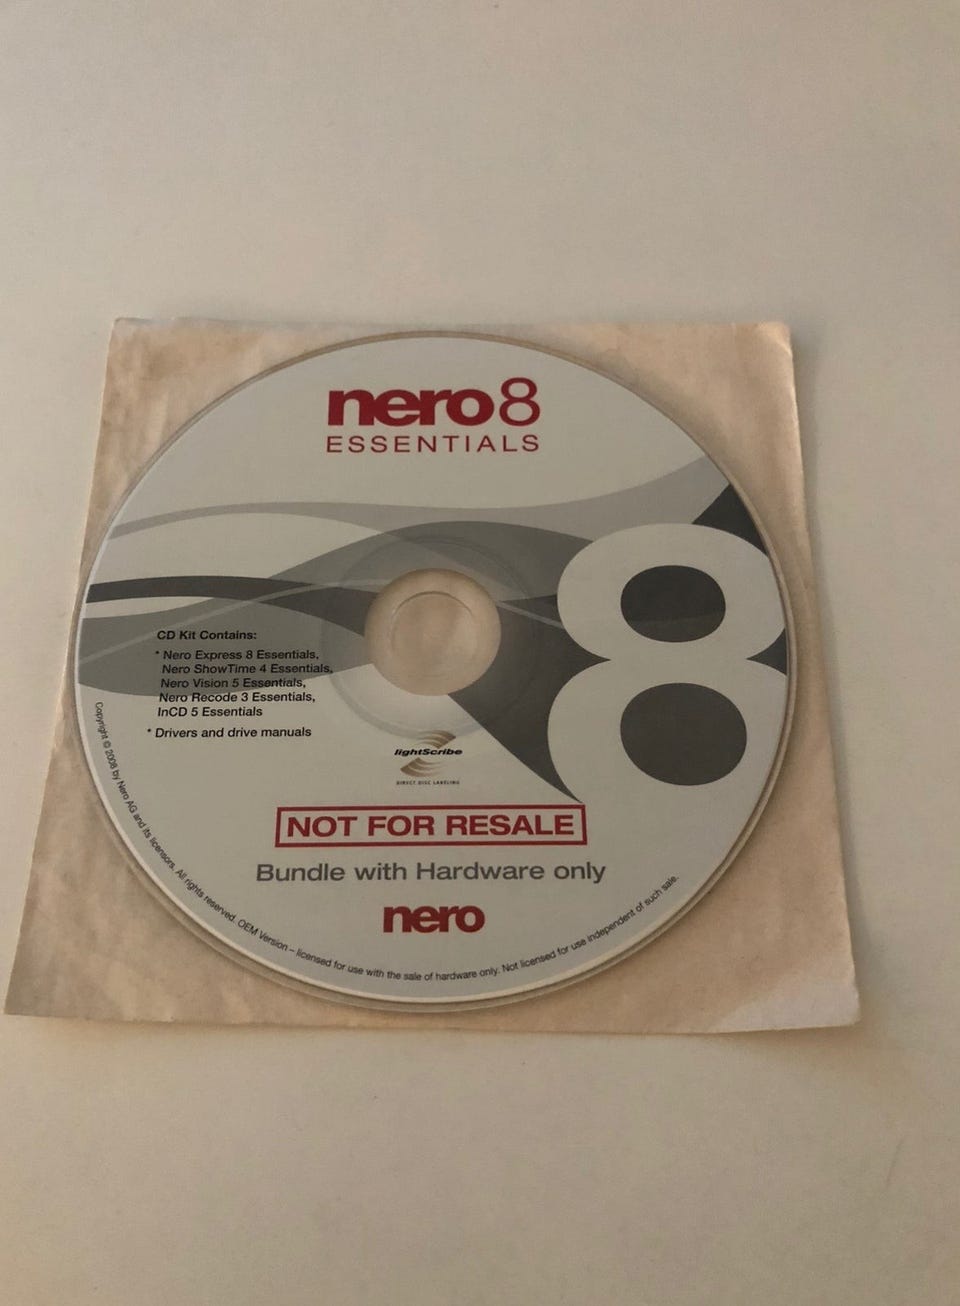 nero 8
ESSENTIALS
8
CD Kit Contains:
* Nero Express 8 Essentials,
Nero ShowTime 4 Essentials,
Nero Vision 5 Essentials,
Nero Recode 3 Essentials,
InCD 5 Essentials
* Drivers and drive manuals
lightScribe
DIRECT DISC LABELING
NOT FOR RESALE
Bundle with Hardware only
nero
Copyright © 2008 by Nero AG and its licensors. All rights reserved. OEM Version – licensed for use with the sale of hardware only. Not licensed for use independent of such sale.